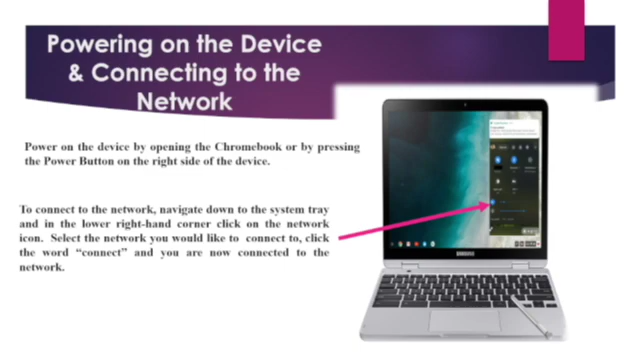 Powering on the Device
& Connecting to the
Network
Power on the device by opening the Chromebook or by pressing
the Power Button on the right side of the device.
To connect to the network, navigate down to the system tray
and in the lower right-hand corner click on the network
icon. Select the network you would like to connect to, click
the word “connect” and you are now connected to the
network.
SAMSUNG